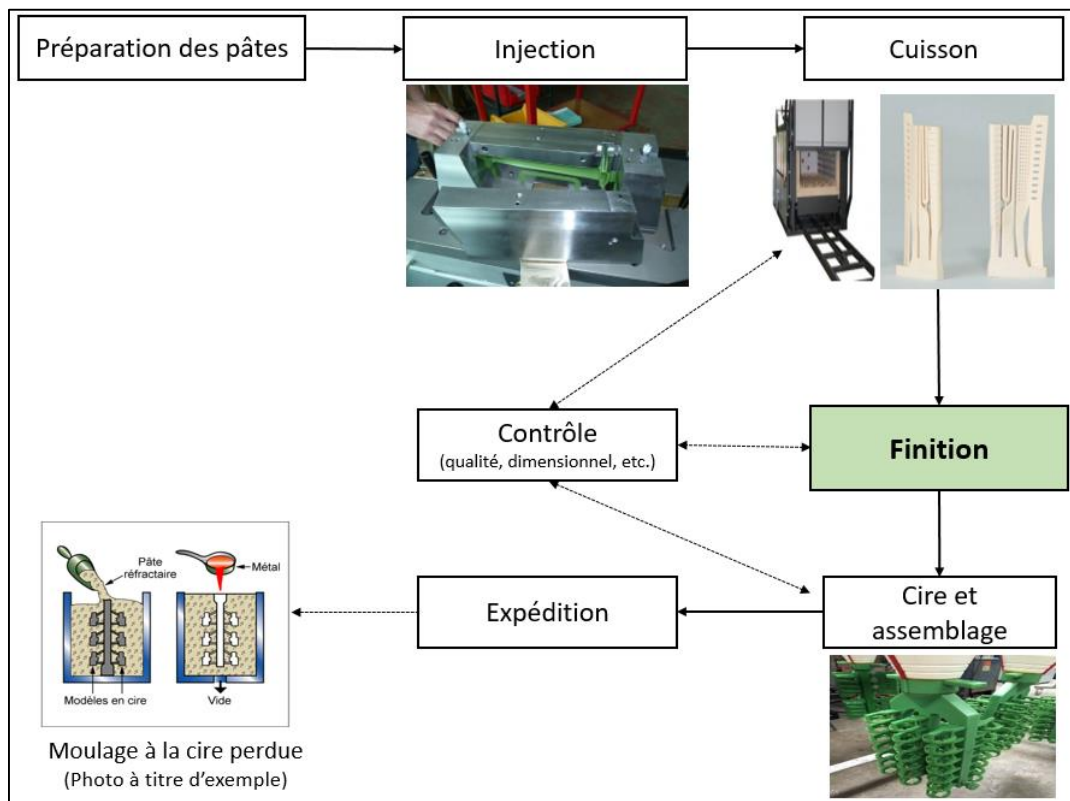 Préparation des pâtes
Injection
Cuisson
Contrôle
(qualité, dimensionnel, etc.)
Finition
Pâte
réfractaire
Métal
Modèles en cire
Vide
Expédition
Cire et
assemblage
Moulage à la cire perdue
(Photo à titre d'exemple)